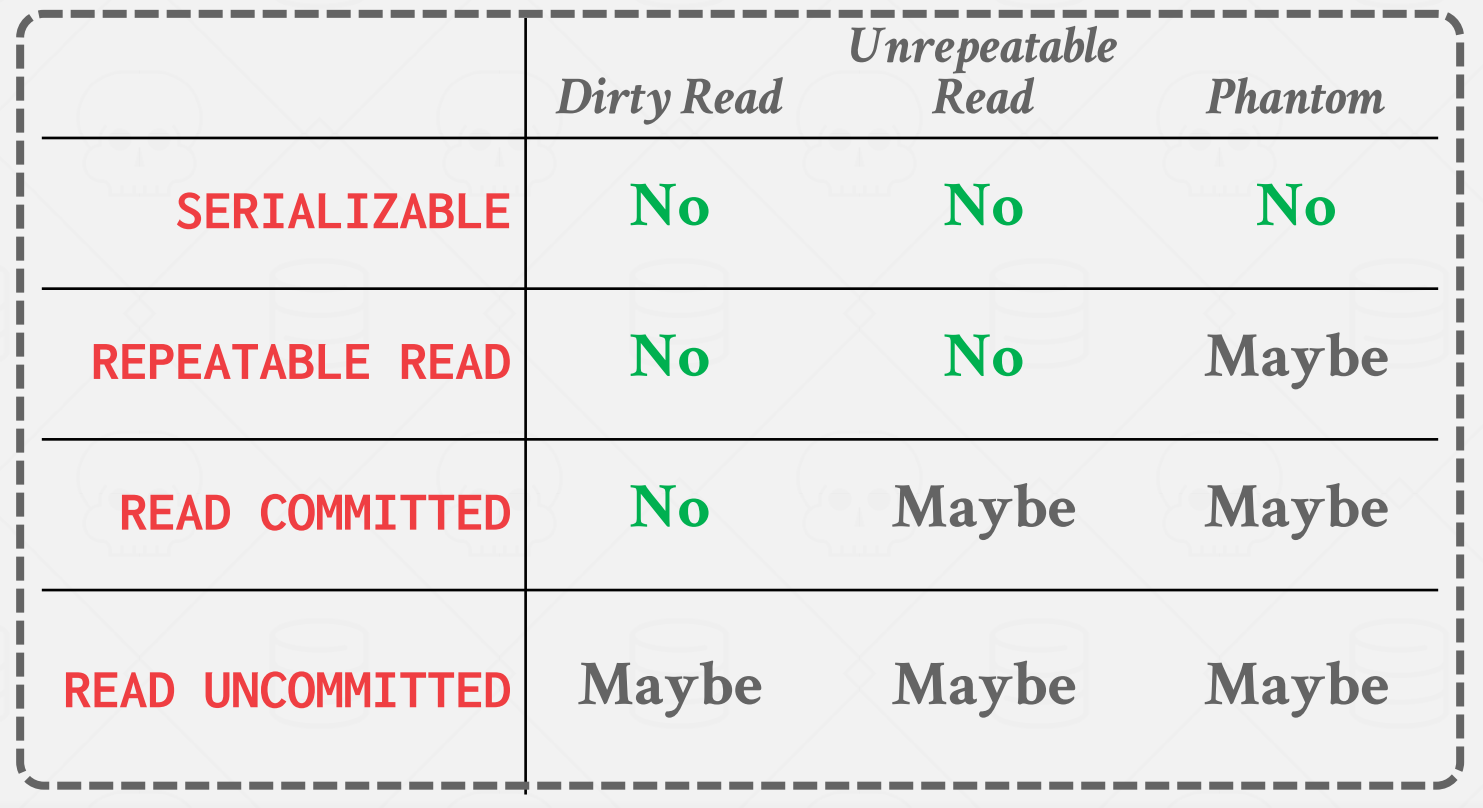 Dirty Read Unrepeatable Read Phantom
SERIALIZABLE No No No
REPEATABLE READ No No Maybe
READ COMMITTED No Maybe Maybe
READ UNCOMMITTED Maybe Maybe Maybe